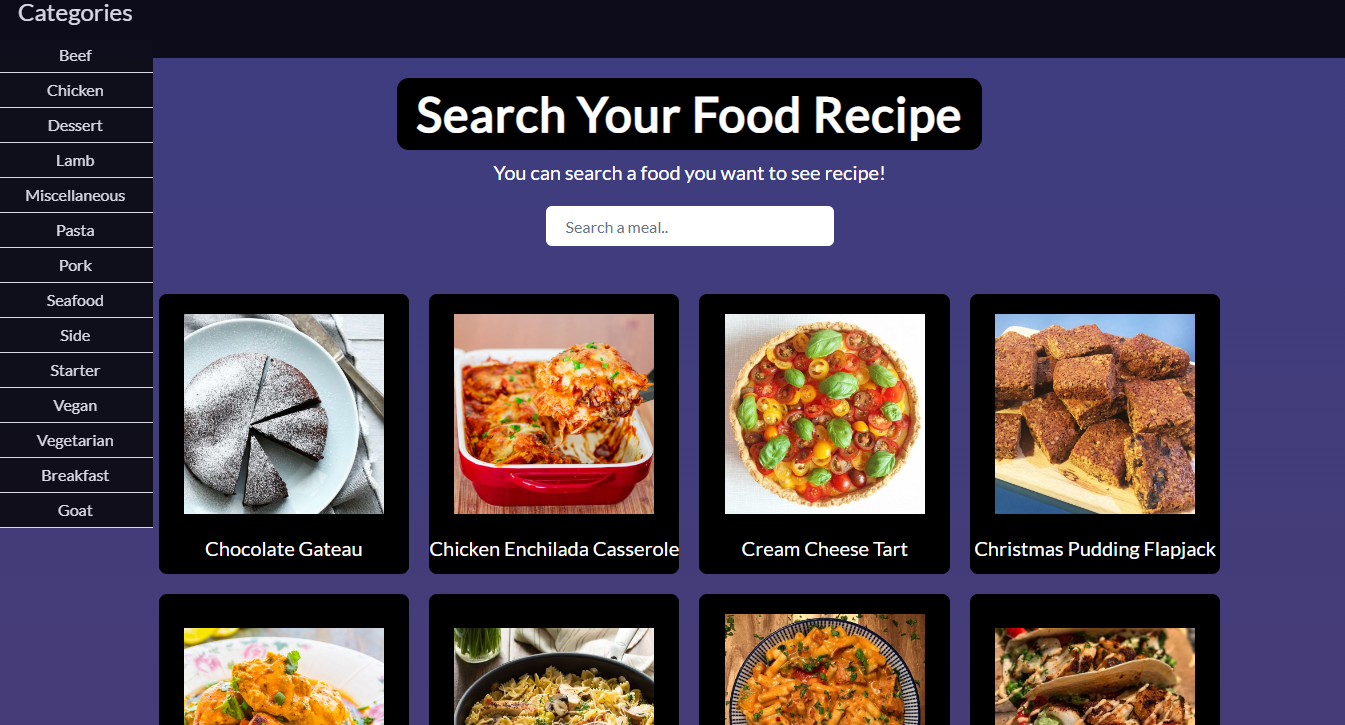 Categories
Beef
Chicken
Dessert
Lamb
Miscellaneous
Pasta
Pork
Seafood
Side
Starter
Vegan
Vegetarian
Breakfast
Goat
Search Your Food Recipe
You can search a food you want to see recipe!
Search a meal..
Chocolate Gateau
Chicken Enchilada Casserole
Cream Cheese Tart
Christmas Pudding Flapjack